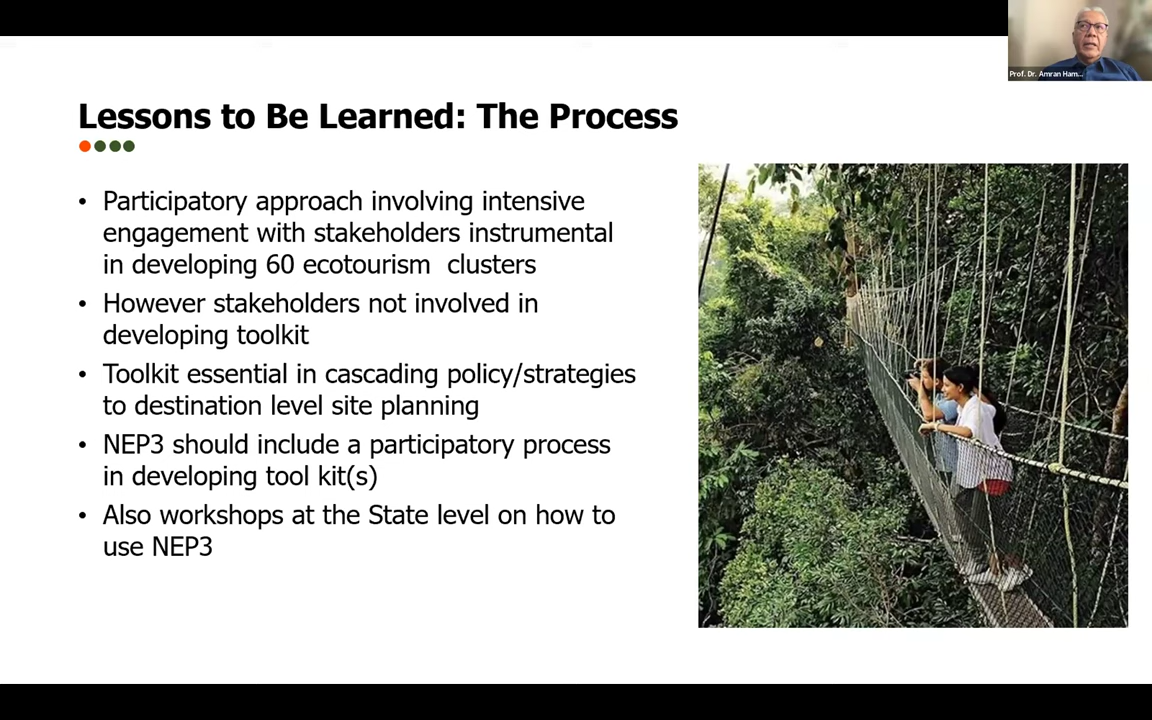 Prof. Dr. Amran Ham...
Lessons to Be Learned: The Process
• Participatory approach involving intensive
engagement with stakeholders instrumental
in developing 60 ecotourism clusters
• However stakeholders not involved in
developing toolkit
• Toolkit essential in cascading policy/strategies
to destination level site planning
• NEP3 should include a participatory process
in developing tool kit(s)
• Also workshops at the State level on how to
use NEP3